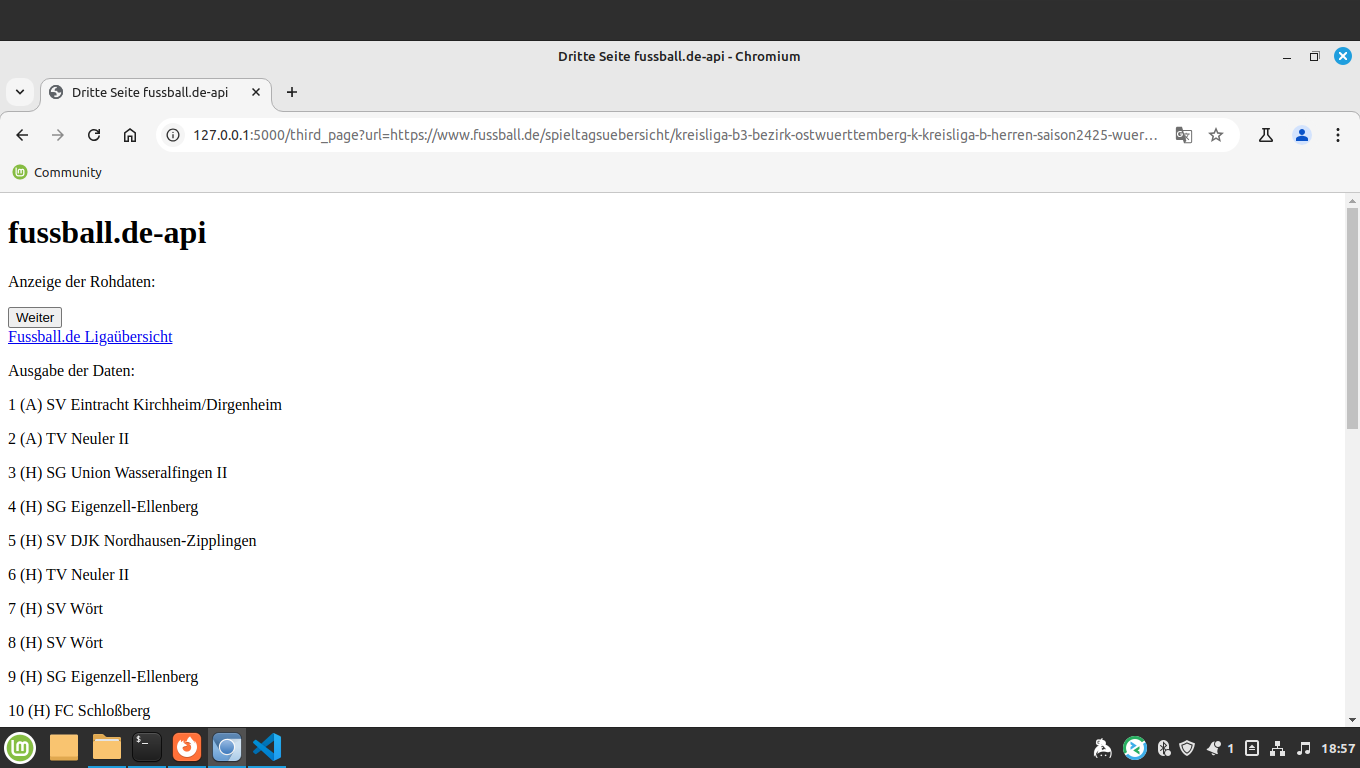 Dritte Seite fussball.de-api - Chromium
Dritte Seite fussball.de-api
127.0.0.1:5000/third_page?url=https://www.fussball.de/spieltagsuebersicht/kreisliga-b3-bezirk-ostwuerttemberg-k-kreisliga-b-herren-saison2425-wuer…
Community
fussball.de-api
Anzeige der Rohdaten:
Weiter
Fussball.de Ligaübersicht
Ausgabe der Daten:
1 (A) SV Eintracht Kirchheim/Dirgenheim
2 (A) TV Neuler II
3 (H) SG Union Wasseralfingen II
4 (H) SG Eigenzell-Ellenberg
5 (H) SV DJK Nordhausen-Zipplingen
6 (H) TV Neuler II
7 (H) SV Wört
8 (H) SV Wört
9 (H) SG Eigenzell-Ellenberg
10 (H) FC Schloßberg
1
18:57